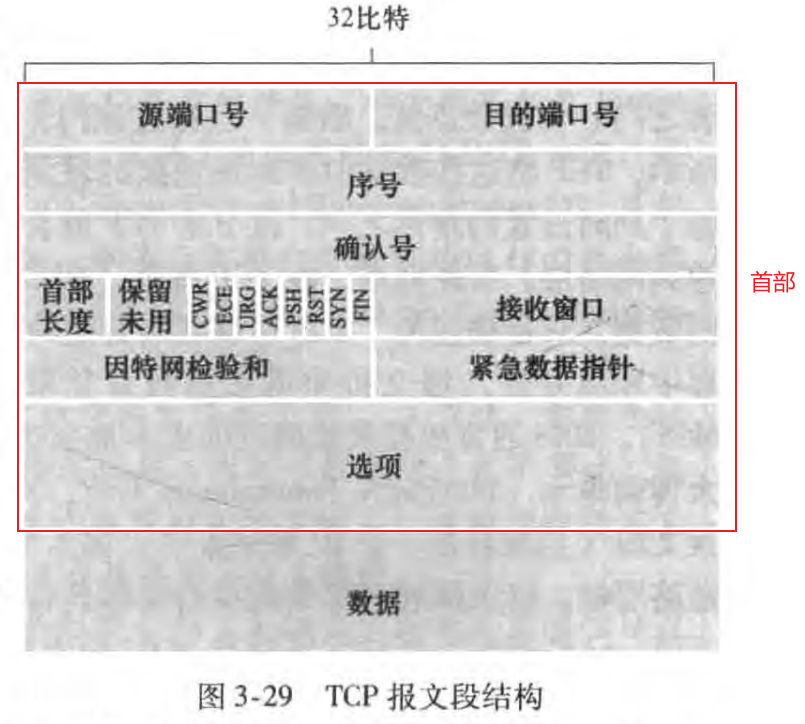 32比特
源端口号 目的端口号
序号
确认号
首部长度 保留未用 CWR ECE URG ACK PSH RST SYN FIN 接收窗口
首部
因特网检验和 紧急数据指针
选项
数据
图 3-29 TCP 报文段结构